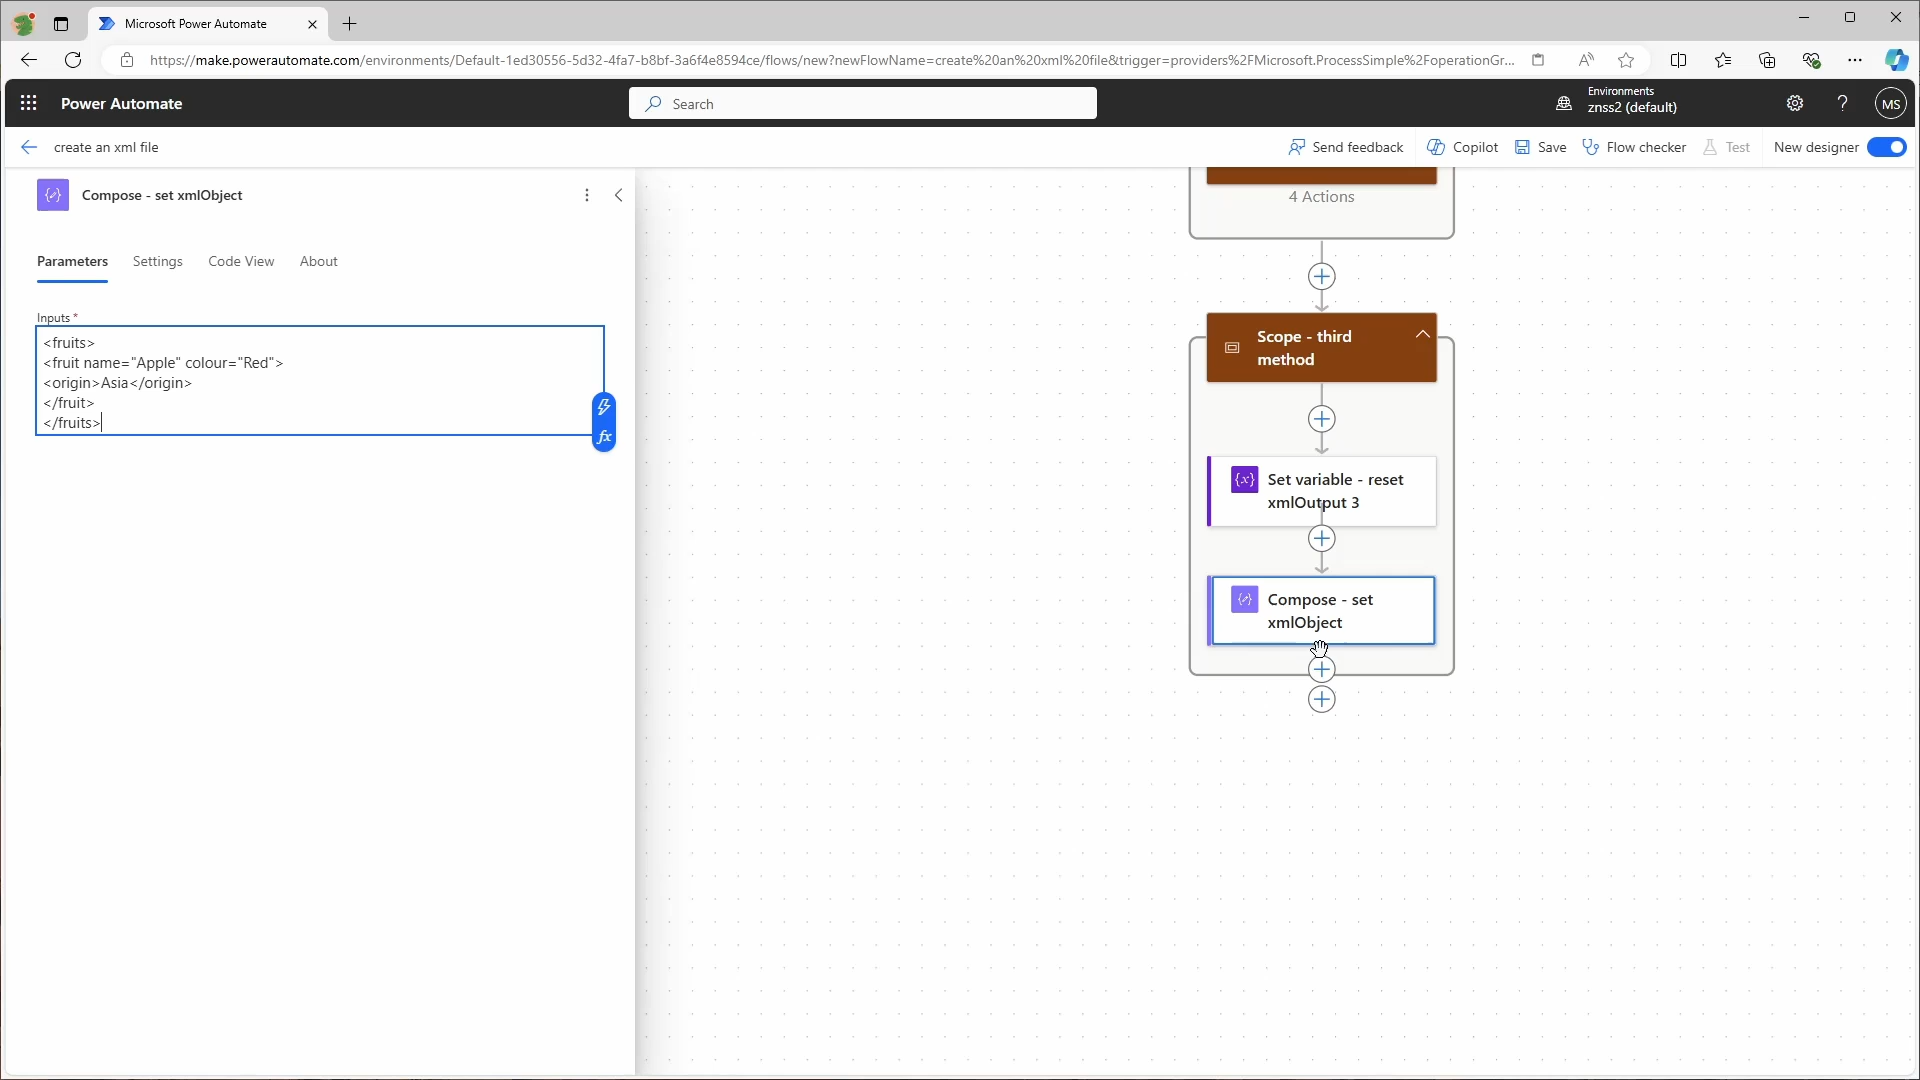 Microsoft Power Automate
https://make.powerautomate.com/environments/Default-1ed30556-5d32-4fa7-b8bf-3a6f4e8594ce/flows/new?newFlowName=create%20an%20xml%20file&trigger=providers%2FMicrosoft.ProcessSimple%2FoperationGr...
Power Automate
Search
Environments
znss2 (default)
?
MS
create an xml file
Send feedback
Copilot
Save
Flow checker
Test
New designer
{∕} Compose - set xmlObject
Parameters
Settings
Code View
About
Inputs *
<fruits>
<fruit name="Apple" colour="Red">
<origin>Asia</origin>
</fruit>
</fruits>
fx
4 Actions
Scope - third
method
{x} Set variable - reset
xmlOutput 3
{∕} Compose - set
xmlObject